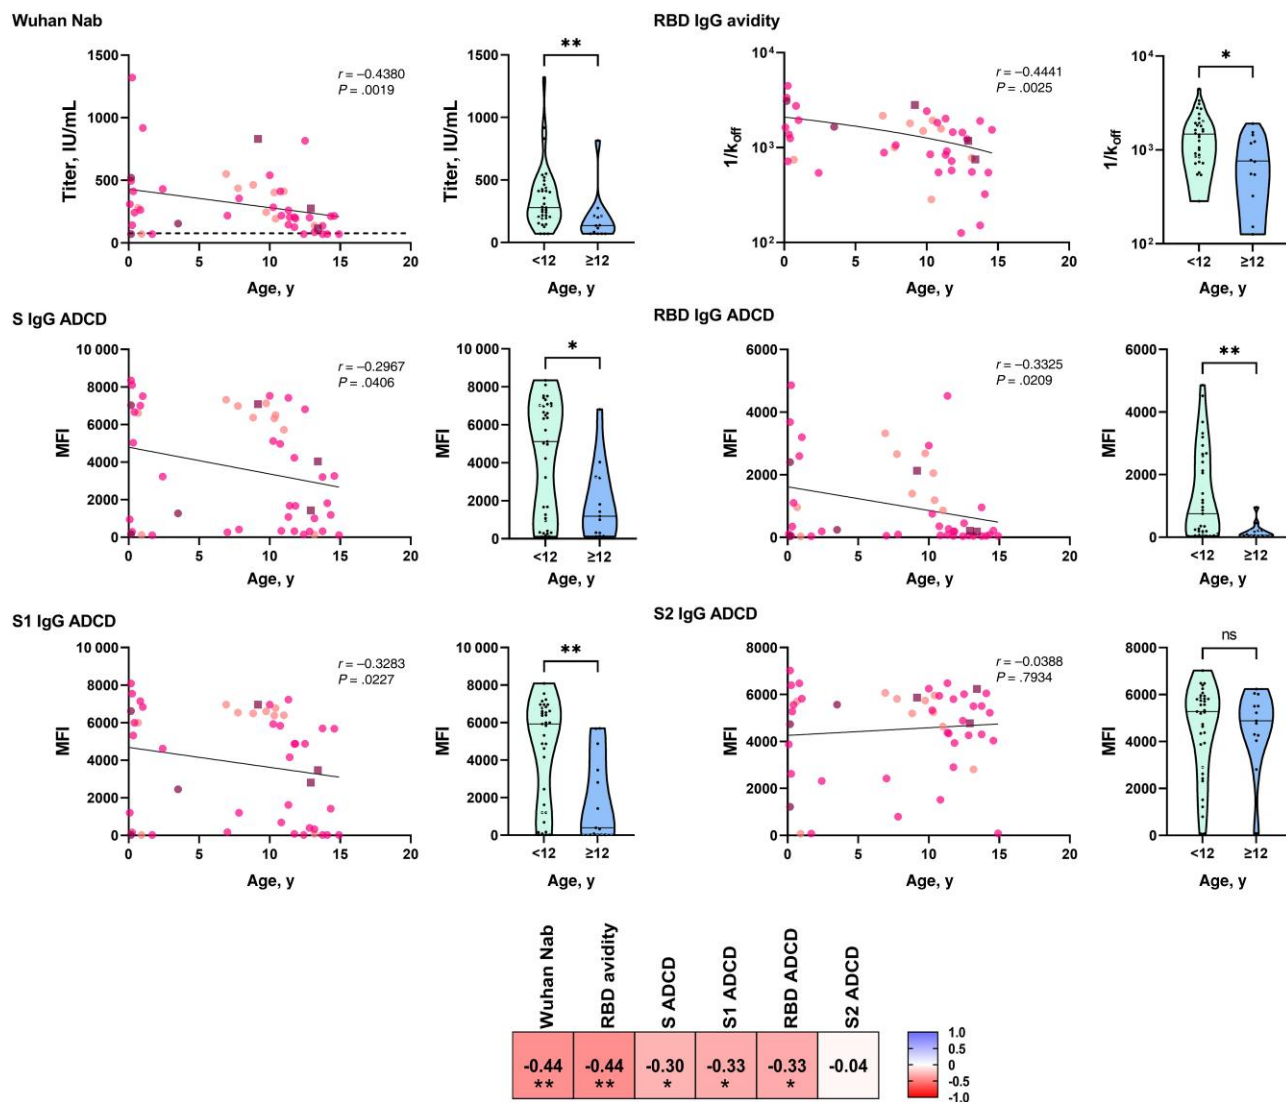 Wuhan Nab
Titer, IU/mL
1500
1000
500
0
0 5 10 15 20
Age, y
r = –0.4380
P = .0019
Titer, IU/mL
1500
1000
500
0
**
<12 ≥12
Age, y
RBD IgG avidity
1/koff
10⁴
10³
10²
0 5 10 15 20
Age, y
r = –0.4441
P = .0025
1/koff
10⁴
10³
10²
*
<12 ≥12
Age, y
S IgG ADCD
MFI
10 000
8000
6000
4000
2000
0
0 5 10 15 20
Age, y
r = –0.2967
P = .0406
MFI
10 000
8000
6000
4000
2000
0
*
<12 ≥12
Age, y
RBD IgG ADCD
MFI
6000
4000
2000
0
0 5 10 15 20
Age, y
r = –0.3325
P = .0209
MFI
6000
4000
2000
0
**
<12 ≥12
Age, y
S1 IgG ADCD
MFI
10 000
8000
6000
4000
2000
0
0 5 10 15 20
Age, y
r = –0.3283
P = .0227
MFI
10 000
8000
6000
4000
2000
0
**
<12 ≥12
Age, y
S2 IgG ADCD
MFI
8000
6000
4000
2000
0
0 5 10 15 20
Age, y
r = –0.0388
P = .7934
MFI
8000
6000
4000
2000
0
ns
<12 ≥12
Age, y
Wuhan Nab
RBD avidity
S ADCD
S1 ADCD
RBD ADCD
S2 ADCD
-0.44 -0.44 -0.30 -0.33 -0.33 -0.04
** ** * * *
1.0
0.5
0
-0.5
-1.0